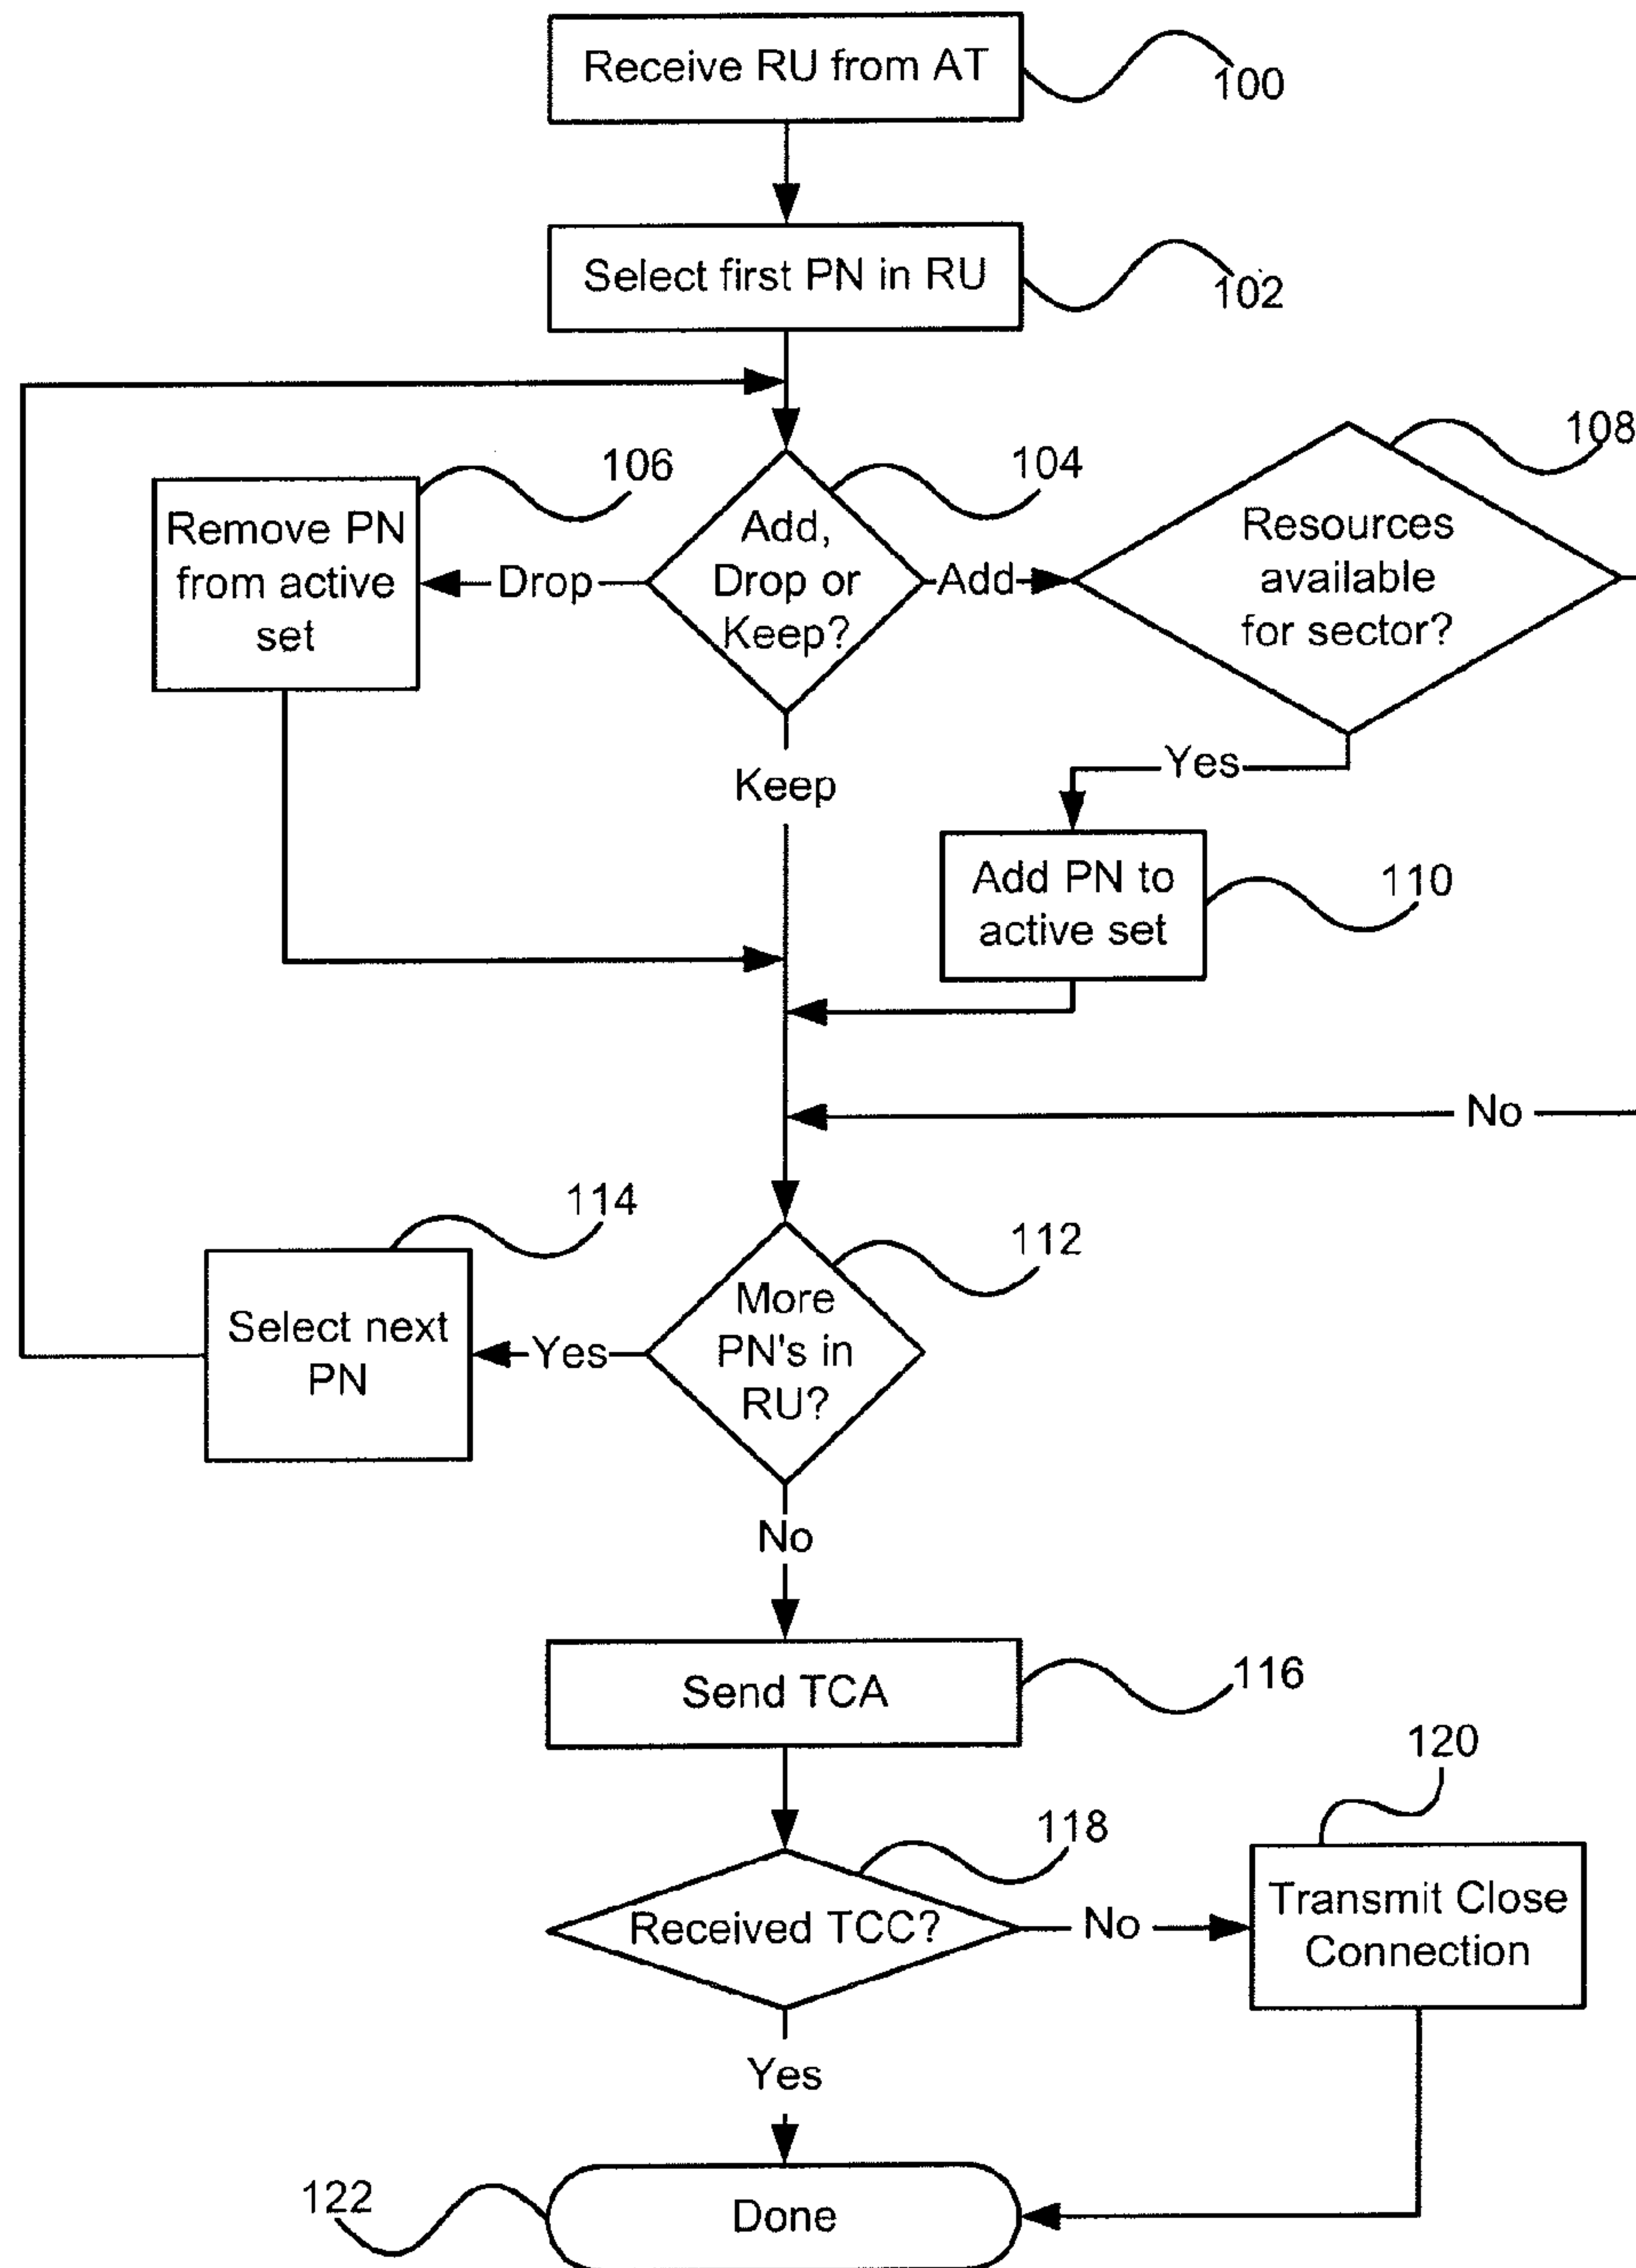 Receive RU from AT
100
Select first PN in RU
102
106
104
108
Remove PN
from active
set
Drop
Add,
Drop or
Keep?
Add
Resources
available
for sector?
Keep
Yes
Add PN to
active set
110
No
114
112
Select next
PN
Yes
More
PN's in
RU?
No
Send TCA
116
118
120
Received TCC?
No
Transmit Close
Connection
Yes
122
Done